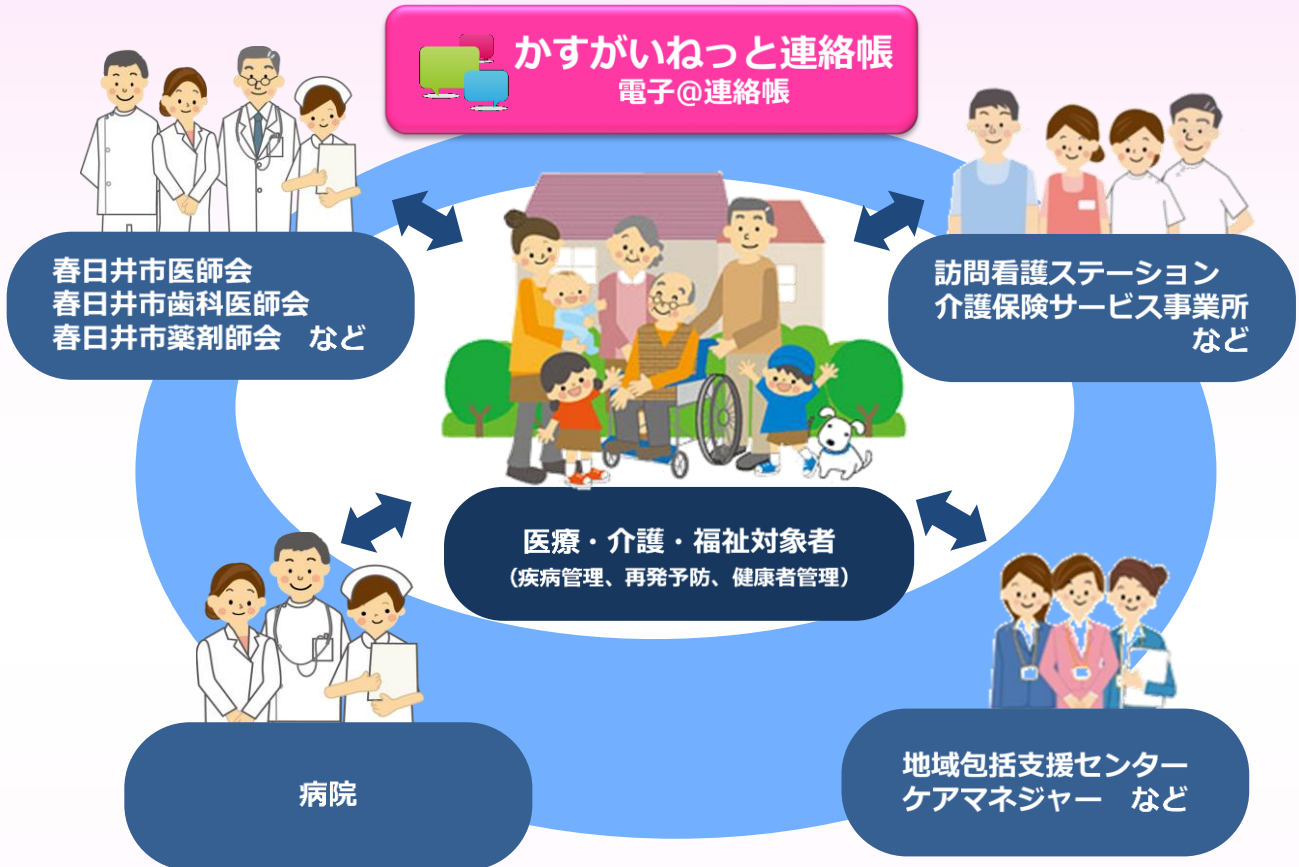 かすがいねっと連絡帳
電子@連絡帳
春日井市医師会
春日井市歯科医師会
春日井市薬剤師会　など
訪問看護ステーション
介護保険サービス事業所
など
医療・介護・福祉対象者
（疾病管理、再発予防、健康者管理）
病院
地域包括支援センター
ケアマネジャー　など